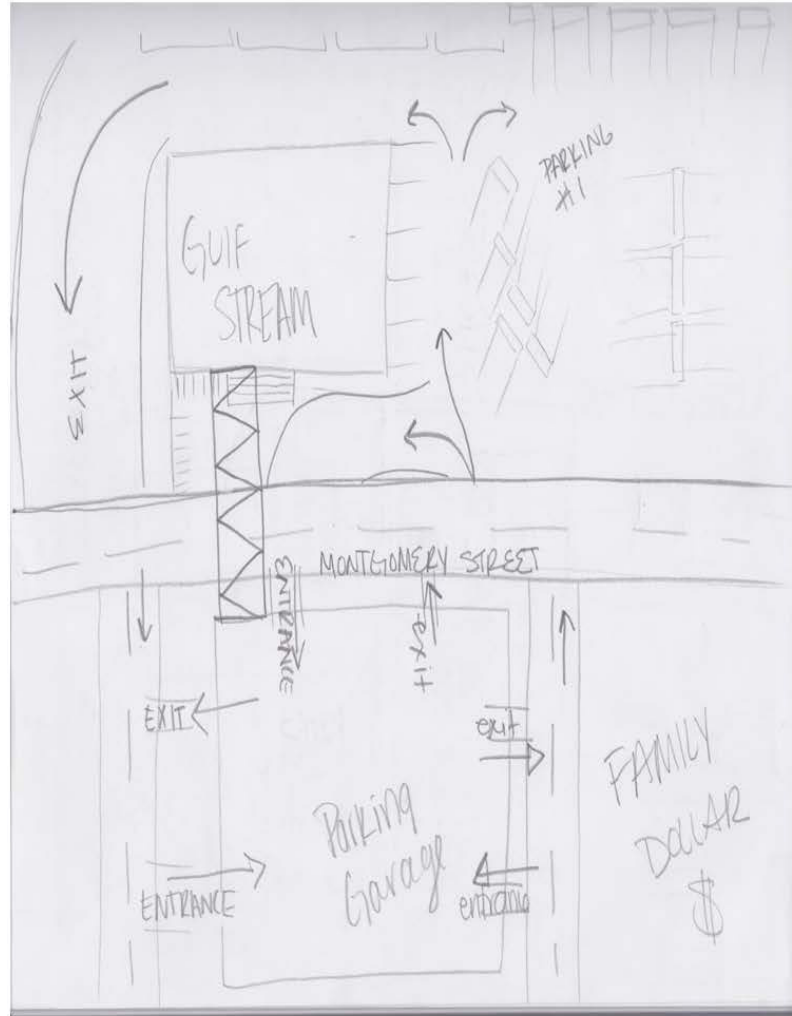 PARKING
#1
GUlF
STREAM
EXIT
MONTGOMERY STREET
ENTRANCE
exit
EXIT
exit
FAMILY
DOLLAR
$
Parking
Garage
ENTRANCE
entrance